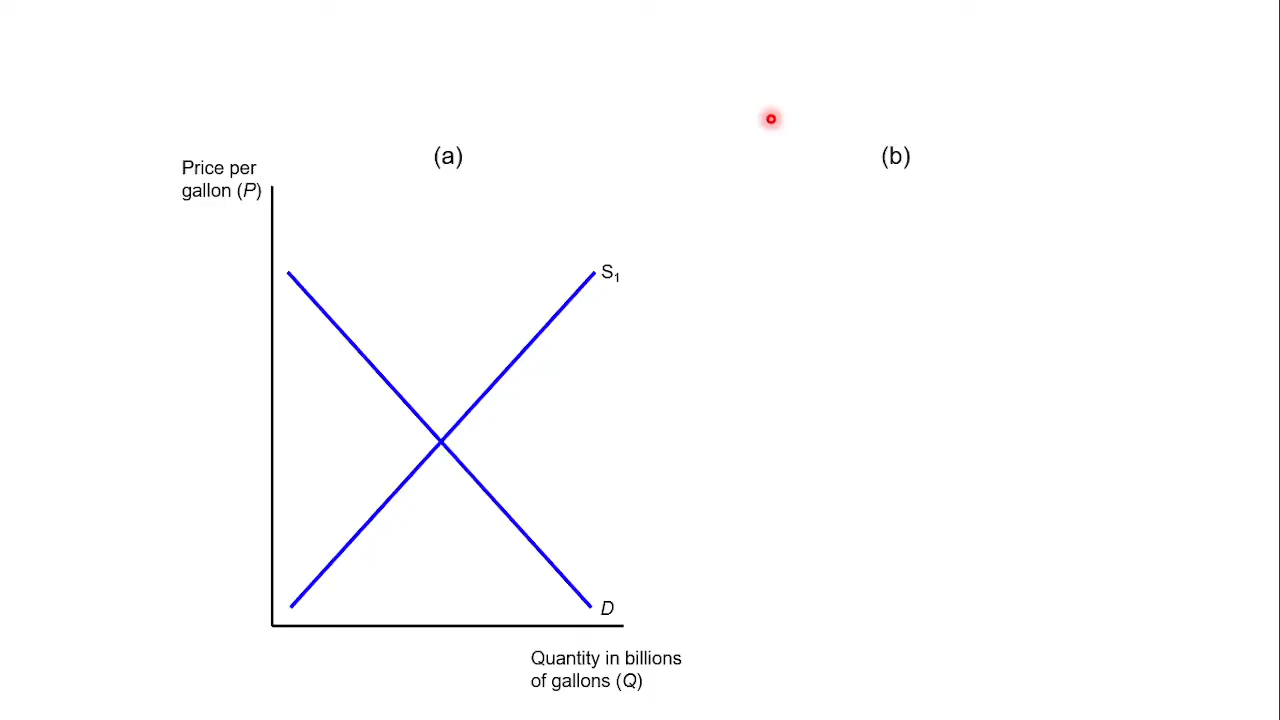 (a)
(b)
Price per
gallon (P)
S₁
D
Quantity in billions
of gallons (Q)